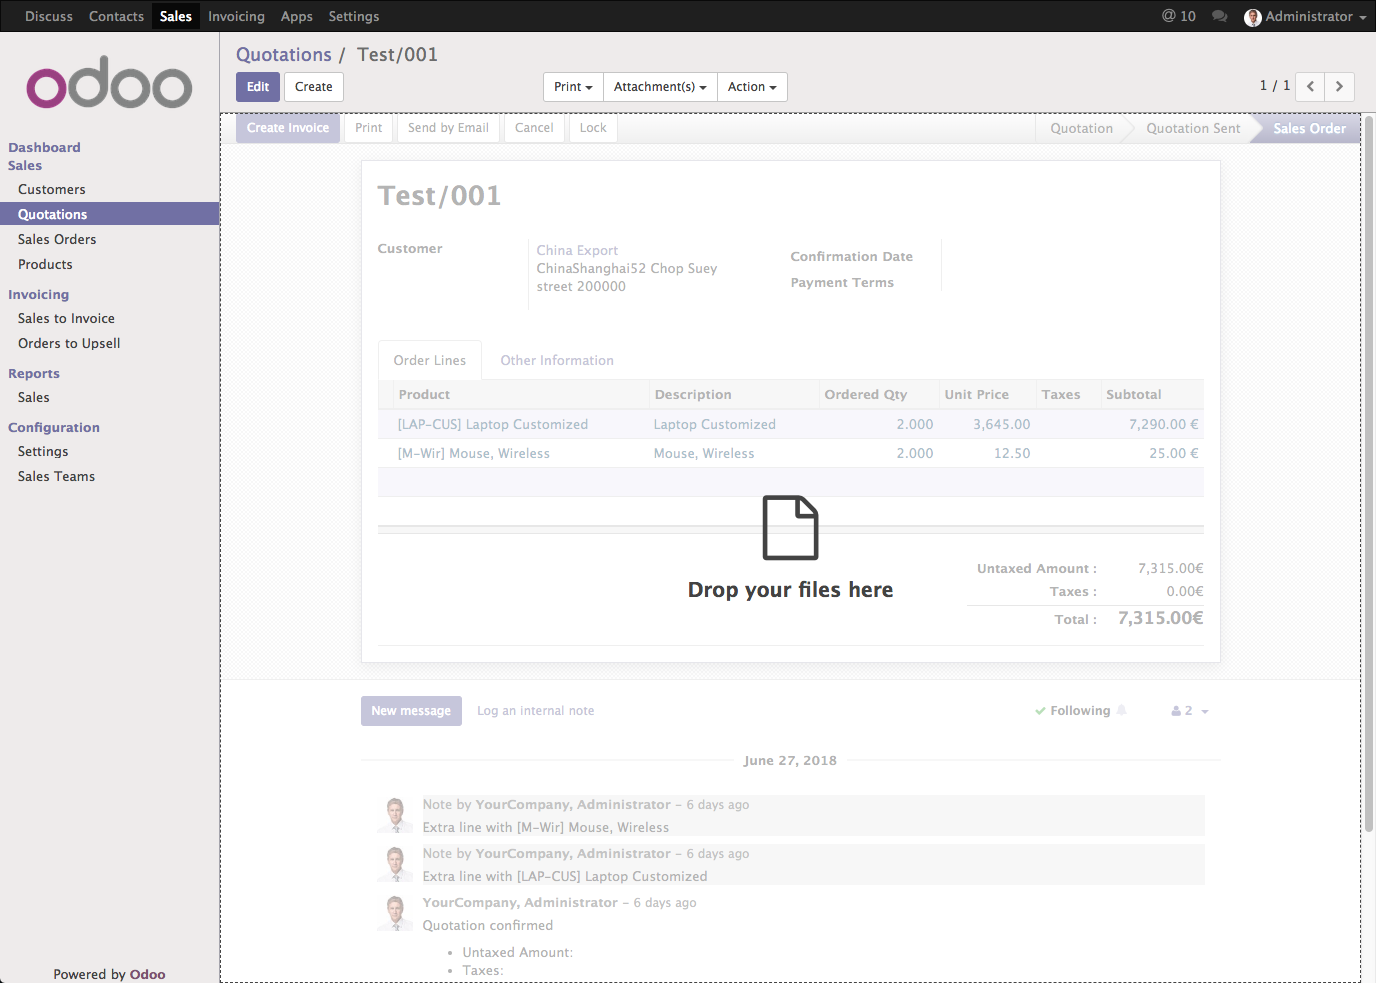 Discuss Contacts Sales Invoicing Apps Settings @ 10 Administrator
odoo
Dashboard
Sales
Customers
Quotations
Sales Orders
Products
Invoicing
Sales to Invoice
Orders to Upsell
Reports
Sales
Configuration
Settings
Sales Teams
Powered by Odoo
Quotations / Test/001
Edit Create Print Attachment(s) Action 1 / 1
Create Invoice Print Send by Email Cancel Lock Quotation Quotation Sent Sales Order
Test/001
Customer
China Export
ChinaShanghai52 Chop Suey
street 200000
Confirmation Date
Payment Terms
Order Lines Other Information
Product Description Ordered Qty Unit Price Taxes Subtotal
[LAP-CUS] Laptop Customized Laptop Customized 2.000 3,645.00 7,290.00 €
[M-Wir] Mouse, Wireless Mouse, Wireless 2.000 12.50 25.00 €
Drop your files here
Untaxed Amount : 7,315.00€
Taxes : 0.00€
Total : 7,315.00€
New message Log an internal note Following 2
June 27, 2018
Note by YourCompany, Administrator - 6 days ago
Extra line with [M-Wir] Mouse, Wireless
Note by YourCompany, Administrator - 6 days ago
Extra line with [LAP-CUS] Laptop Customized
YourCompany, Administrator - 6 days ago
Quotation confirmed
• Untaxed Amount:
• Taxes: